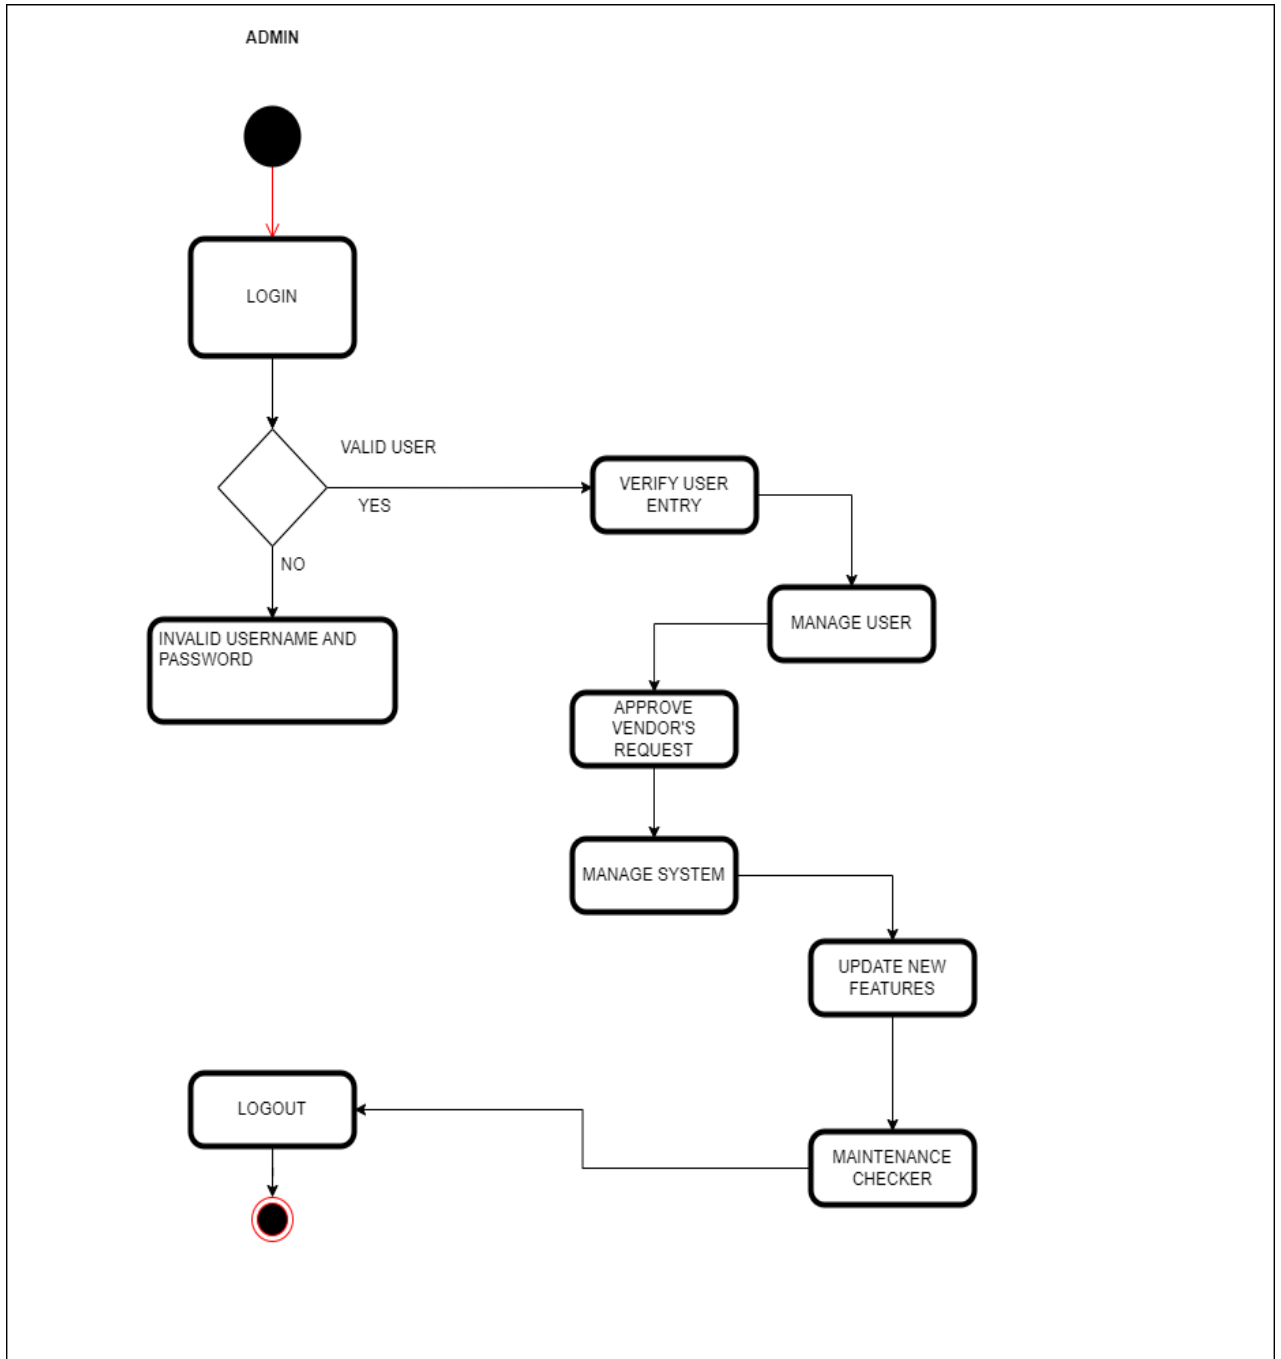 ADMIN
LOGIN
VALID USER
YES
NO
VERIFY USER
ENTRY
INVALID USERNAME AND
PASSWORD
MANAGE USER
APPROVE
VENDOR'S
REQUEST
MANAGE SYSTEM
UPDATE NEW
FEATURES
MAINTENANCE
CHECKER
LOGOUT